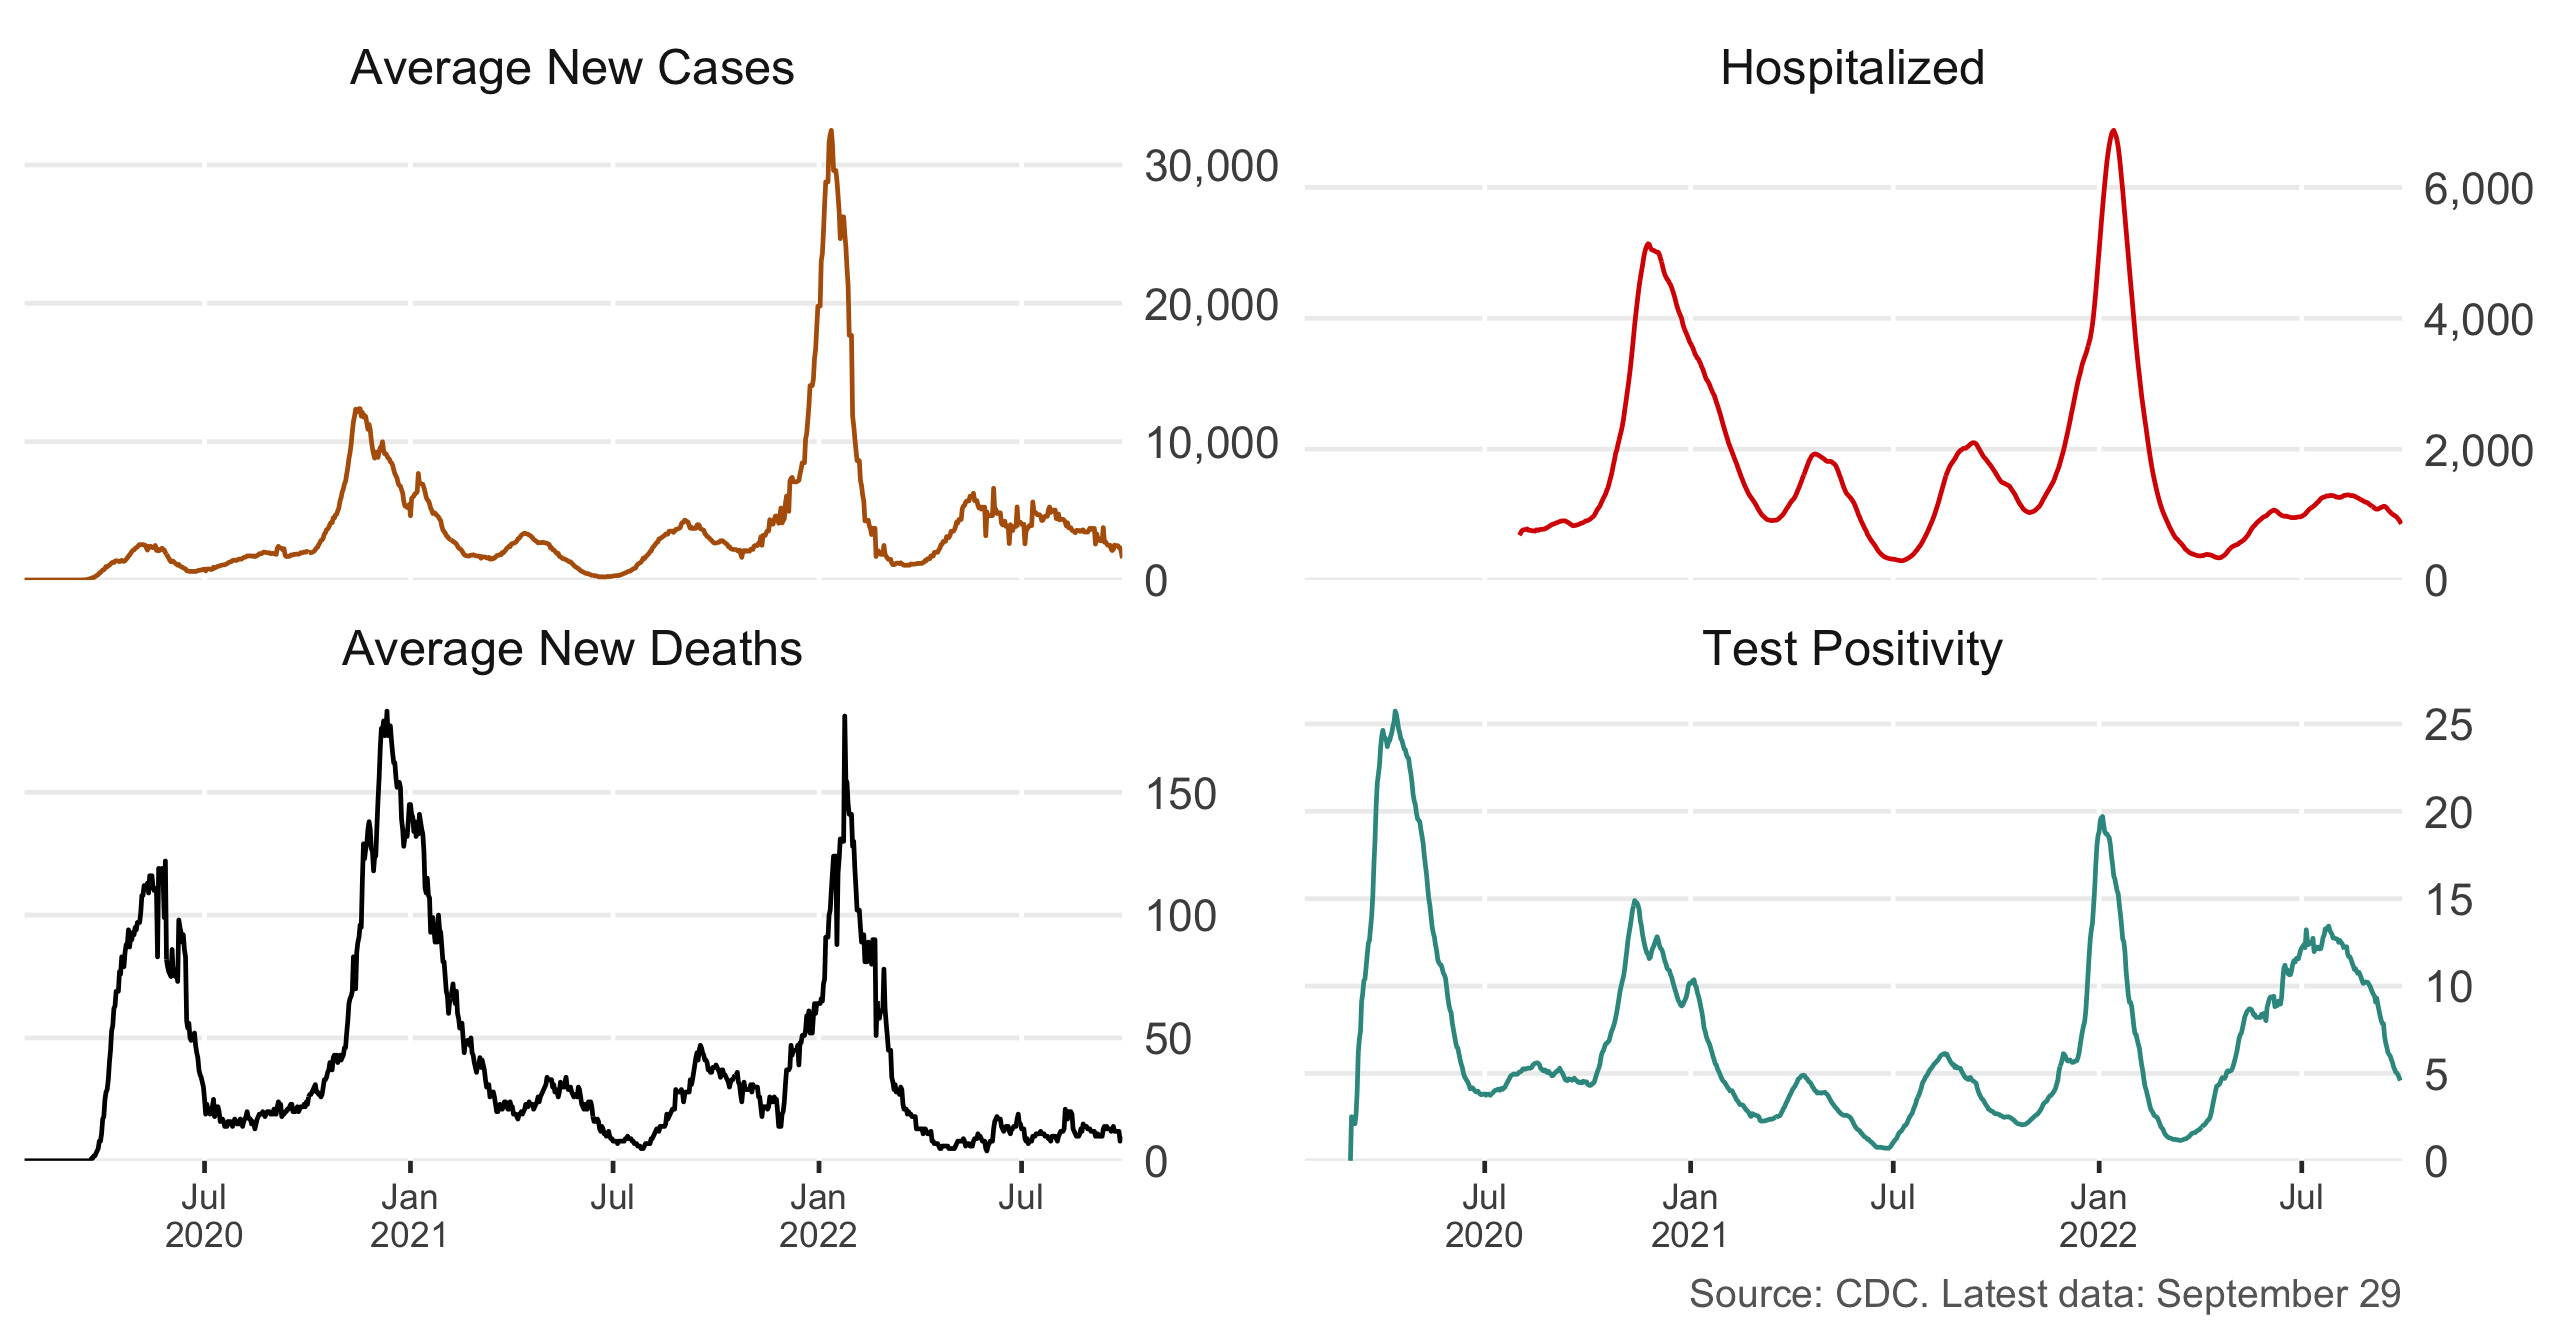 Average New Cases
30,000
20,000
10,000
0
Hospitalized
6,000
4,000
2,000
0
Average New Deaths
150
100
50
0
Jul Jan Jul Jan Jul
2020 2021 2022
Test Positivity
25
20
15
10
5
0
Jul Jan Jul Jan Jul
2020 2021 2022
Source: CDC. Latest data: September 29